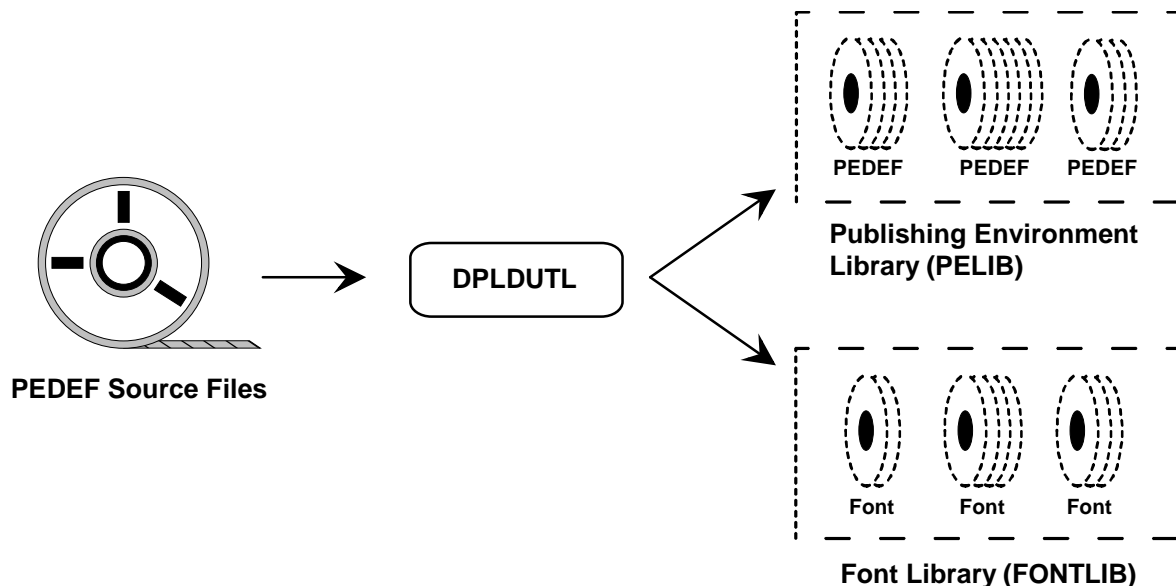 PEDEF Source Files
DPLDUTL
PEDEF PEDEF PEDEF
Publishing Environment
Library (PELIB)
Font Font Font
Font Library (FONTLIB)